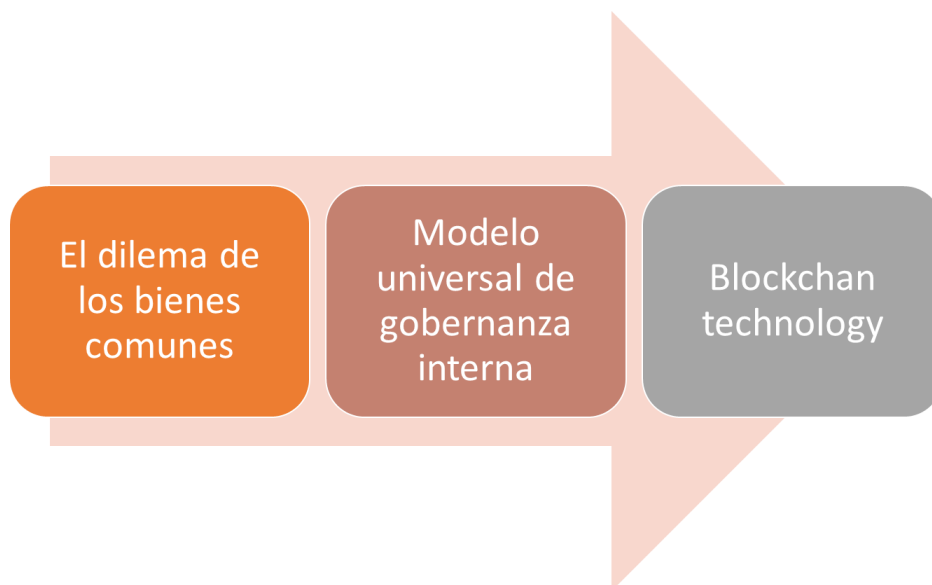 El dilema de
los bienes
comunes
Modelo
universal de
gobernanza
interna
Blockchan
technology